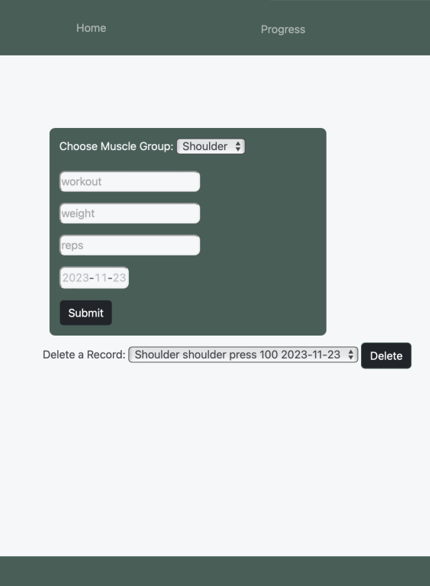 Home Progress
Choose Muscle Group: Shoulder
workout
weight
reps
2023-11-23
Submit
Delete a Record: Shoulder shoulder press 100 2023-11-23 Delete